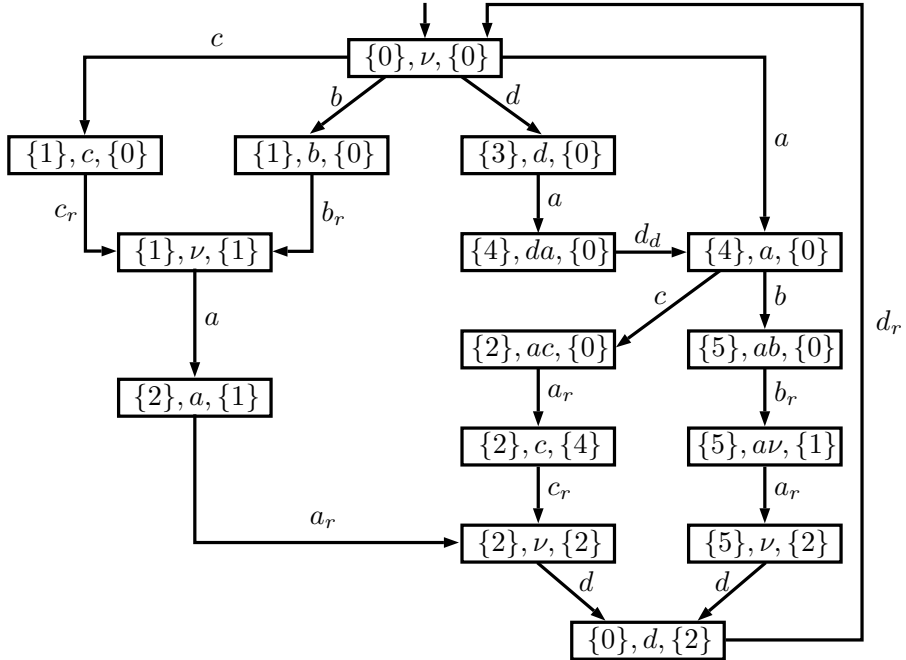 {0}, ν, {0}
c
b
d
a
{1}, c, {0}
{1}, b, {0}
{3}, d, {0}
c_r
b_r
a
{1}, ν, {1}
{4}, da, {0}
d_d
{4}, a, {0}
a
c
b
d_r
{2}, ac, {0}
{5}, ab, {0}
{2}, a, {1}
a_r
b_r
{2}, c, {4}
{5}, aν, {1}
a_r
c_r
a_r
{2}, ν, {2}
{5}, ν, {2}
d
d
{0}, d, {2}